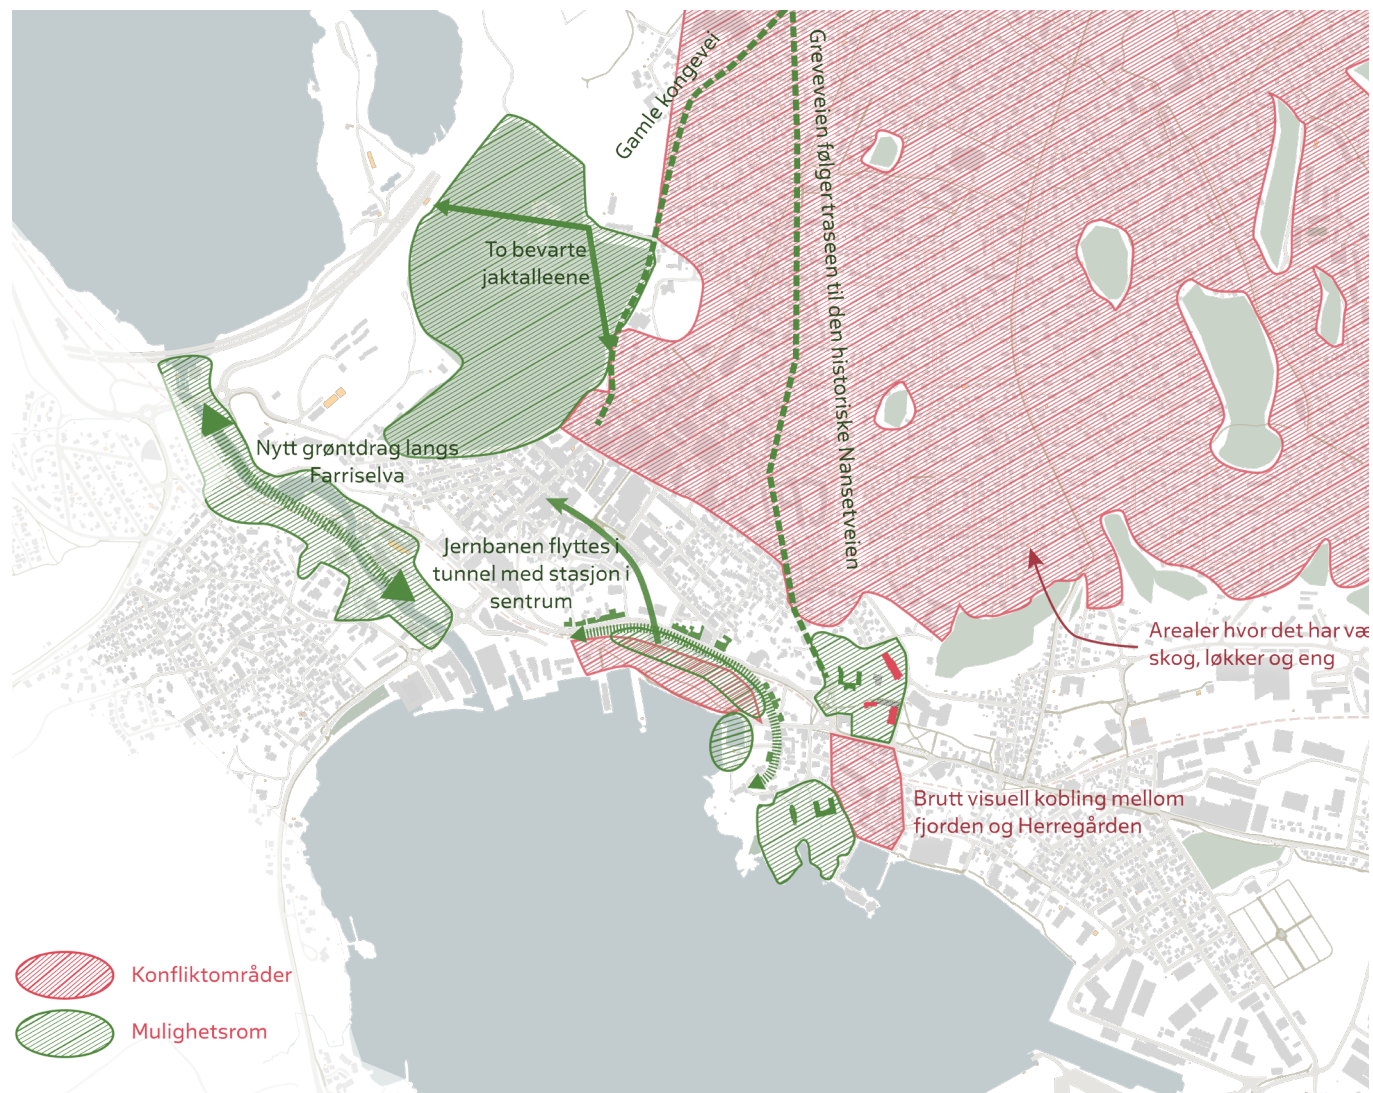 Gamle kongevei
Greveveien følger traseen til den historiske Nansetveien
To bevarte
jaktalleene
Nytt grøntdrag langs
Farriselva
Jernbanen flyttes i
tunnel med stasjon i
sentrum
Arealer hvor det har væ
skog, løkker og eng
Brutt visuell kobling mellom
fjorden og Herregården
Konfliktområder
Mulighetsrom